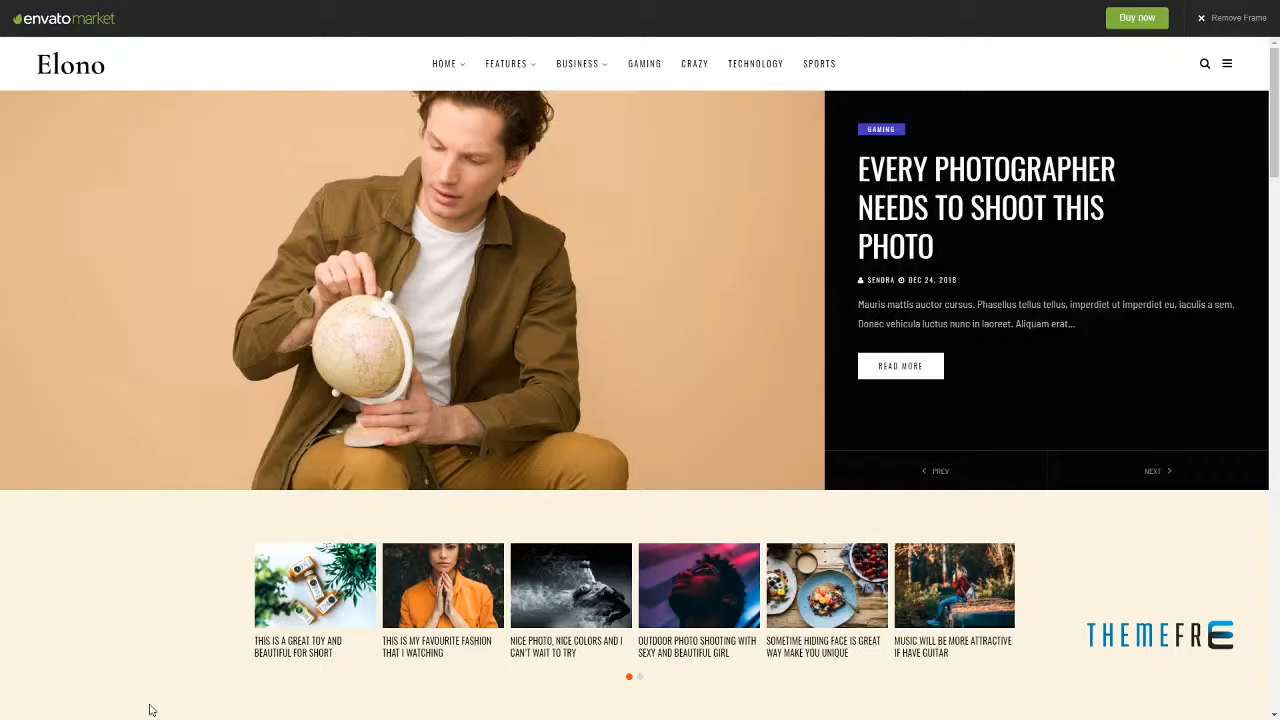 envatomarket
Buy now
Remove Frame
Elono
HOME
FEATURES
BUSINESS
GAMING
CRAZY
TECHNOLOGY
SPORTS
GAMING
EVERY PHOTOGRAPHER
NEEDS TO SHOOT THIS
PHOTO
SENDRA DEC 24, 2018
Mauris mattis auctor cursus. Phasellus tellus tellus, imperdiet ut imperdiet eu, iaculis a sem.
Donec vehicula luctus nunc in laoreet. Aliquam erat...
READ MORE
PREV
NEXT
THIS IS A GREAT TOY AND
BEAUTIFUL FOR SHORT
THIS IS MY FAVOURITE FASHION
THAT I WATCHING
NICE PHOTO, NICE COLORS AND I
CAN'T WAIT TO TRY
OUTDOOR PHOTO SHOOTING WITH
SEXY AND BEAUTIFUL GIRL
SOMETIME HIDING FACE IS GREAT
WAY MAKE YOU UNIQUE
MUSIC WILL BE MORE ATTRACTIVE
IF HAVE GUITAR
THEMEFRE